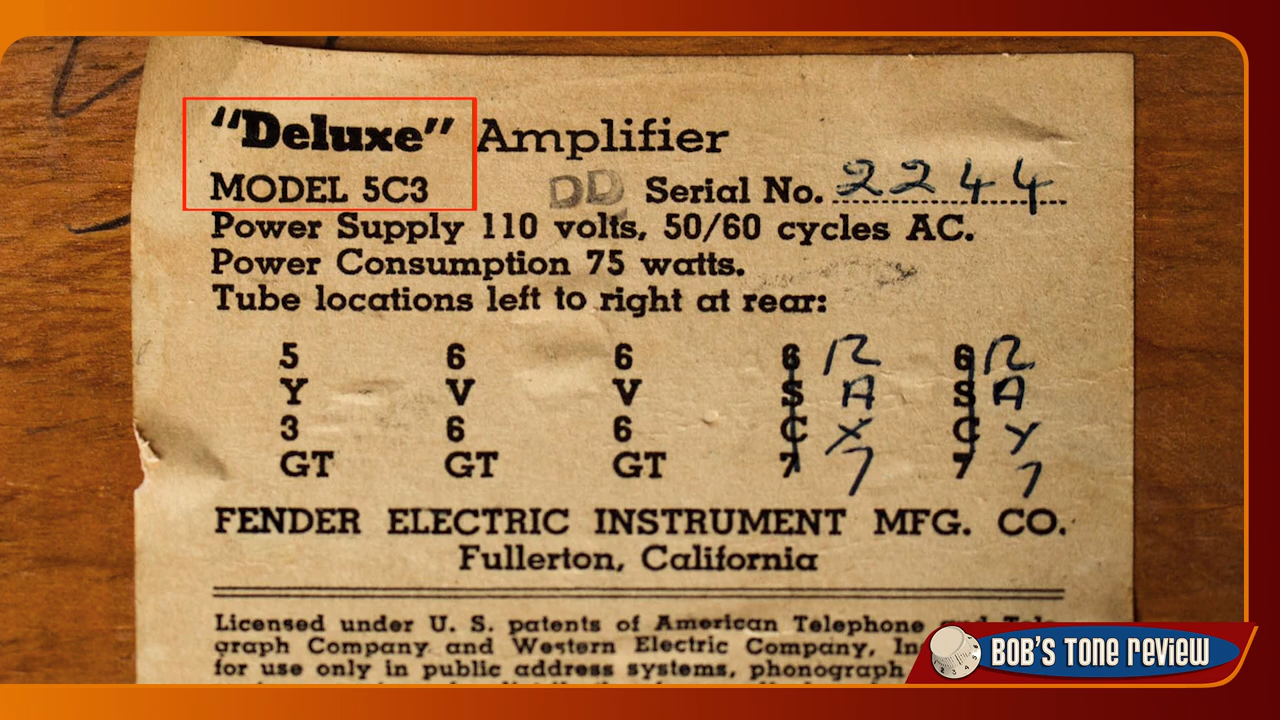 "Deluxe" Amplifier
MODEL 5C3 DD Serial No. 2244
Power Supply 110 volts, 50/60 cycles AC.
Power Consumption 75 watts.
Tube locations left to right at rear:
5 6 6 6 12 6 12
Y V V S A S A
3 6 6 C X C Y
GT GT GT 7 7 7 7
FENDER ELECTRIC INSTRUMENT MFG. CO.
Fullerton, California
Licensed under U. S. patents of American Telephone and Tele-
graph Company and Western Electric Company,
for use only in public address systems, phonograph
BOB'S TONE REVIEW